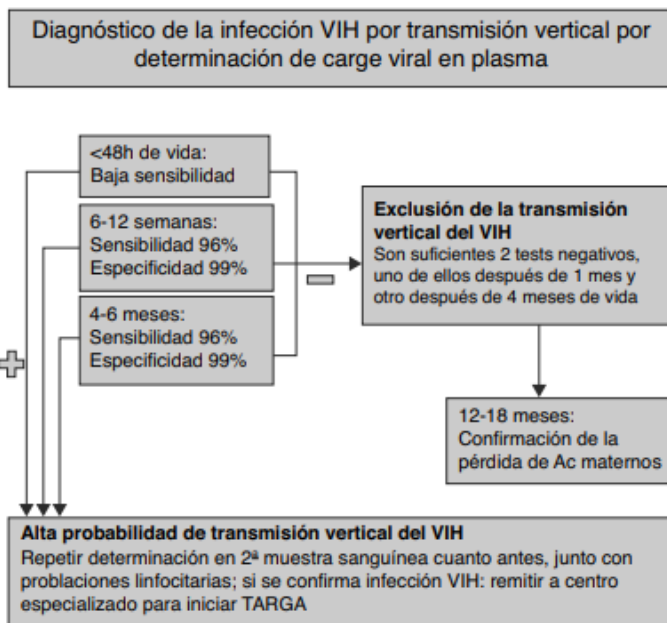 Diagnóstico de la infección VIH por transmisión vertical por
determinación de carge viral en plasma
<48h de vida:
Baja sensibilidad
6-12 semanas:
Sensibilidad 96%
Especificidad 99%
4-6 meses:
Sensibilidad 96%
Especificidad 99%
Exclusión de la transmisión
vertical del VIH
Son suficientes 2 tests negativos,
uno de ellos después de 1 mes y
otro después de 4 meses de vida
12-18 meses:
Confirmación de la
pérdida de Ac maternos
Alta probabilidad de transmisión vertical del VIH
Repetir determinación en 2ª muestra sanguínea cuanto antes, junto con
problaciones linfocitarias; si se confirma infección VIH: remitir a centro
especializado para iniciar TARGA